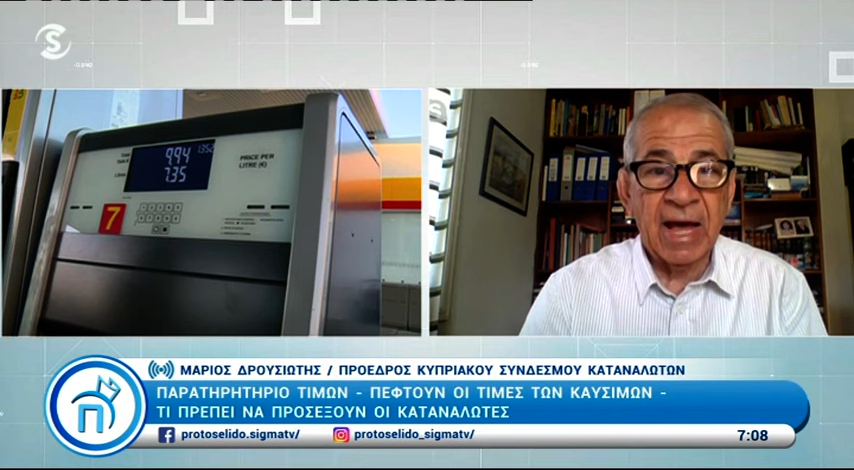 S
9.94
1352
7.35
PRICE PER
LITRE (€)
7
ΜΑΡΙΟΣ ΔΡΟΥΣΙΩΤΗΣ / ΠΡΟΕΔΡΟΣ ΚΥΠΡΙΑΚΟΥ ΣΥΝΔΕΣΜΟΥ ΚΑΤΑΝΑΛΩΤΩΝ
ΠΑΡΑΤΗΡΗΤΗΡΙΟ ΤΙΜΩΝ - ΠΕΦΤΟΥΝ ΟΙ ΤΙΜΕΣ ΤΩΝ ΚΑΥΣΙΜΩΝ -
ΤΙ ΠΡΕΠΕΙ ΝΑ ΠΡΟΣΕΞΟΥΝ ΟΙ ΚΑΤΑΝΑΛΩΤΕΣ
protoselido.sigmatv/ protoselido_sigmatv/ 7:08